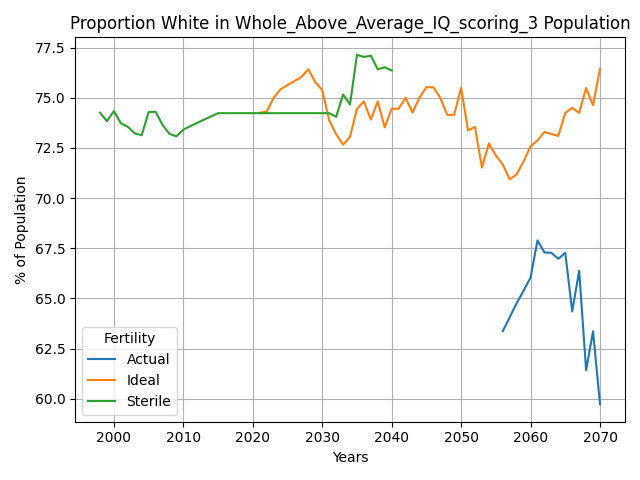 Proportion White in Whole_Above_Average_IQ_scoring_3 Population
% of Population
77.5
75.0
72.5
70.0
67.5
65.0
62.5
60.0
Fertility
Actual
Ideal
Sterile
2000 2010 2020 2030 2040 2050 2060 2070
Years